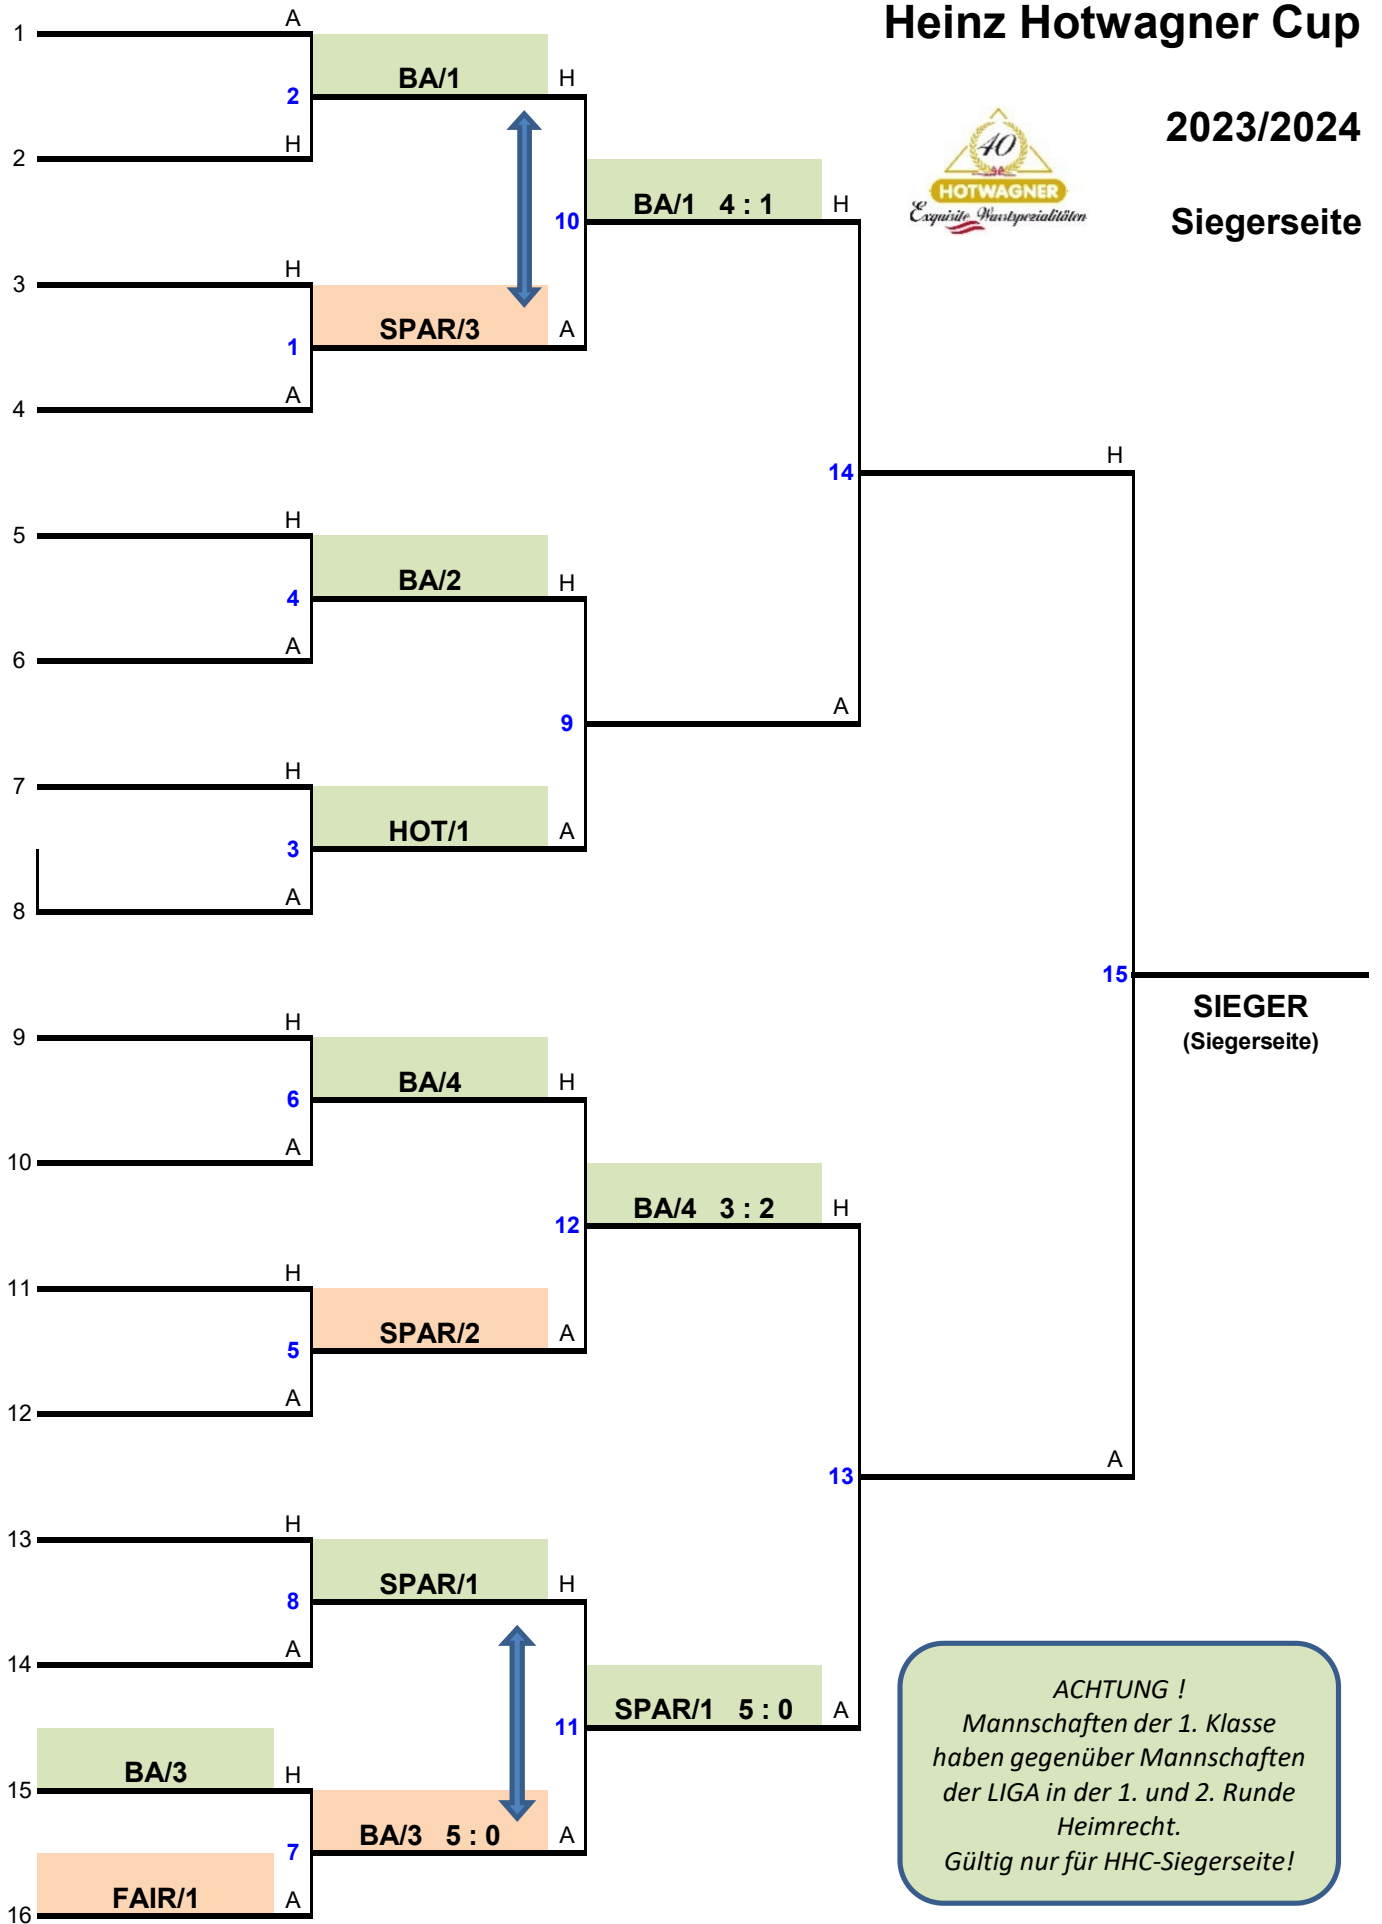 Heinz Hotwagner Cup
2023/2024
Siegerseite
40
HOTWAGNER
Exquisite Wurstspezialitäten
1 A
BA/1 H
2
2 H
BA/1 4 : 1 H
10
3 H
SPAR/3 A
1
4 A
14 H
5 H
BA/2 H
4
6 A
9 A
7 H
HOT/1 A
3
8 A
15
SIEGER
(Siegerseite)
9 H
BA/4 H
6
10 A
BA/4 3 : 2 H
12
11 H
SPAR/2 A
5
12 A
13 A
13 H
SPAR/1 H
8
14 A
SPAR/1 5 : 0 A
11
BA/3 H
15
BA/3 5 : 0 A
7
FAIR/1 A
16
ACHTUNG !
Mannschaften der 1. Klasse
haben gegenüber Mannschaften
der LIGA in der 1. und 2. Runde
Heimrecht.
Gültig nur für HHC-Siegerseite!